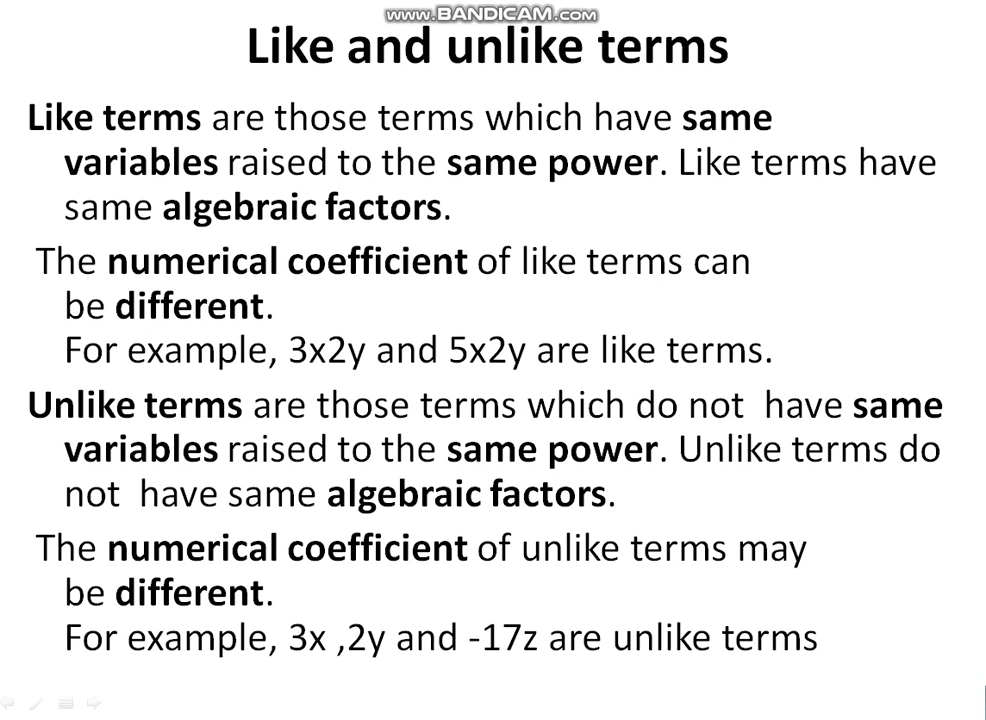 www.BANDICAM.com
Like and unlike terms
Like terms are those terms which have same
variables raised to the same power. Like terms have
same algebraic factors.
The numerical coefficient of like terms can
be different.
For example, 3x2y and 5x2y are like terms.
Unlike terms are those terms which do not  have same
variables raised to the same power. Unlike terms do
not  have same algebraic factors.
The numerical coefficient of unlike terms may
be different.
For example, 3x ,2y and -17z are unlike terms